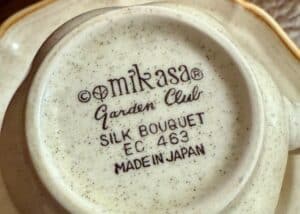 © mikasa®
Garden Club
SILK BOUQUET
EC 463
MADE IN JAPAN